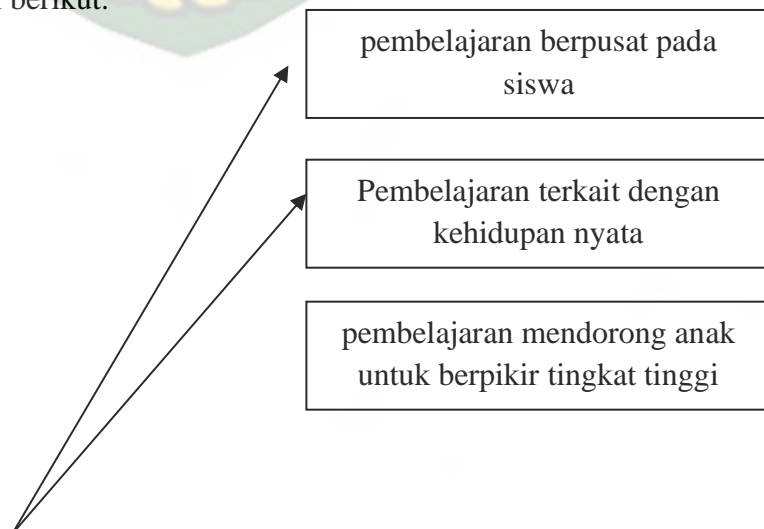 berikut:
pembelajaran berpusat pada
siswa
Pembelajaran terkait dengan
kehidupan nyata
pembelajaran mendorong anak
untuk berpikir tingkat tinggi